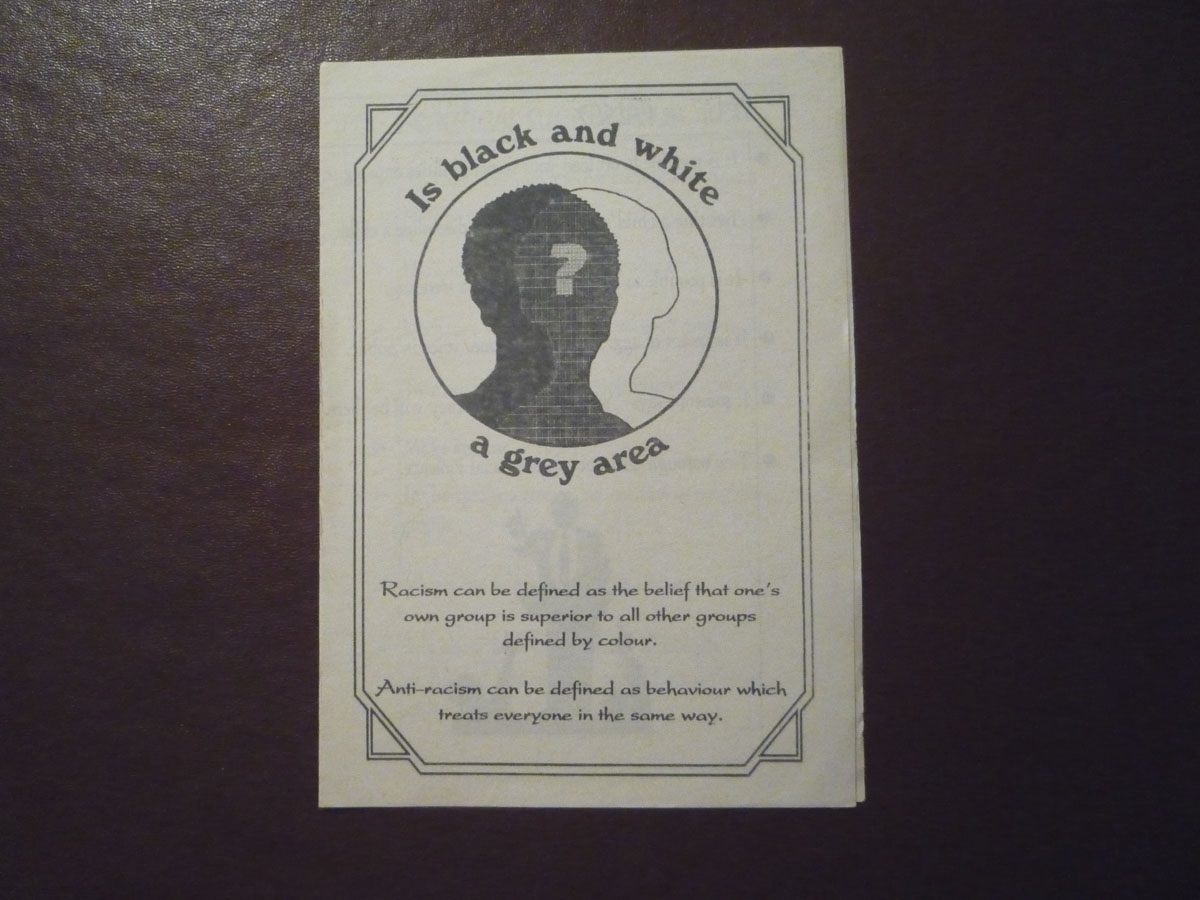 Is black and white
?
a grey area
Racism can be defined as the belief that one's
own group is superior to all other groups
defined by colour.
Anti-racism can be defined as behaviour which
treats everyone in the same way.